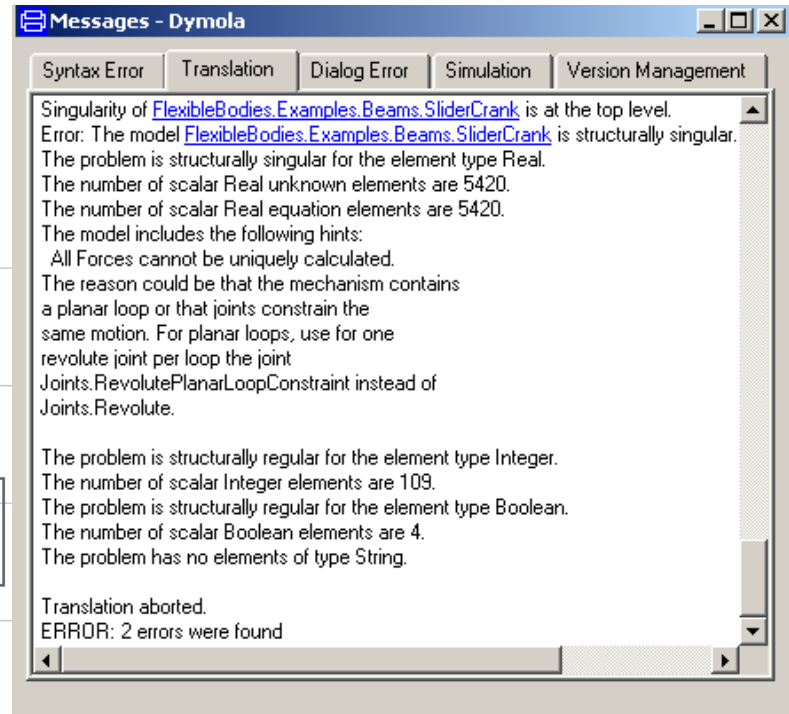 Messages - Dymola
Syntax Error Translation Dialog Error Simulation Version Management
Singularity of FlexibleBodies.Examples.Beams.SliderCrank is at the top level.
Error: The model FlexibleBodies.Examples.Beams.SliderCrank is structurally singular.
The problem is structurally singular for the element type Real.
The number of scalar Real unknown elements are 5420.
The number of scalar Real equation elements are 5420.
The model includes the following hints:
All Forces cannot be uniquely calculated.
The reason could be that the mechanism contains
a planar loop or that joints constrain the
same motion. For planar loops, use for one
revolute joint per loop the joint
Joints.RevolutePlanarLoopConstraint instead of
Joints.Revolute.
The problem is structurally regular for the element type Integer.
The number of scalar Integer elements are 109.
The problem is structurally regular for the element type Boolean.
The number of scalar Boolean elements are 4.
The problem has no elements of type String.
Translation aborted.
ERROR: 2 errors were found